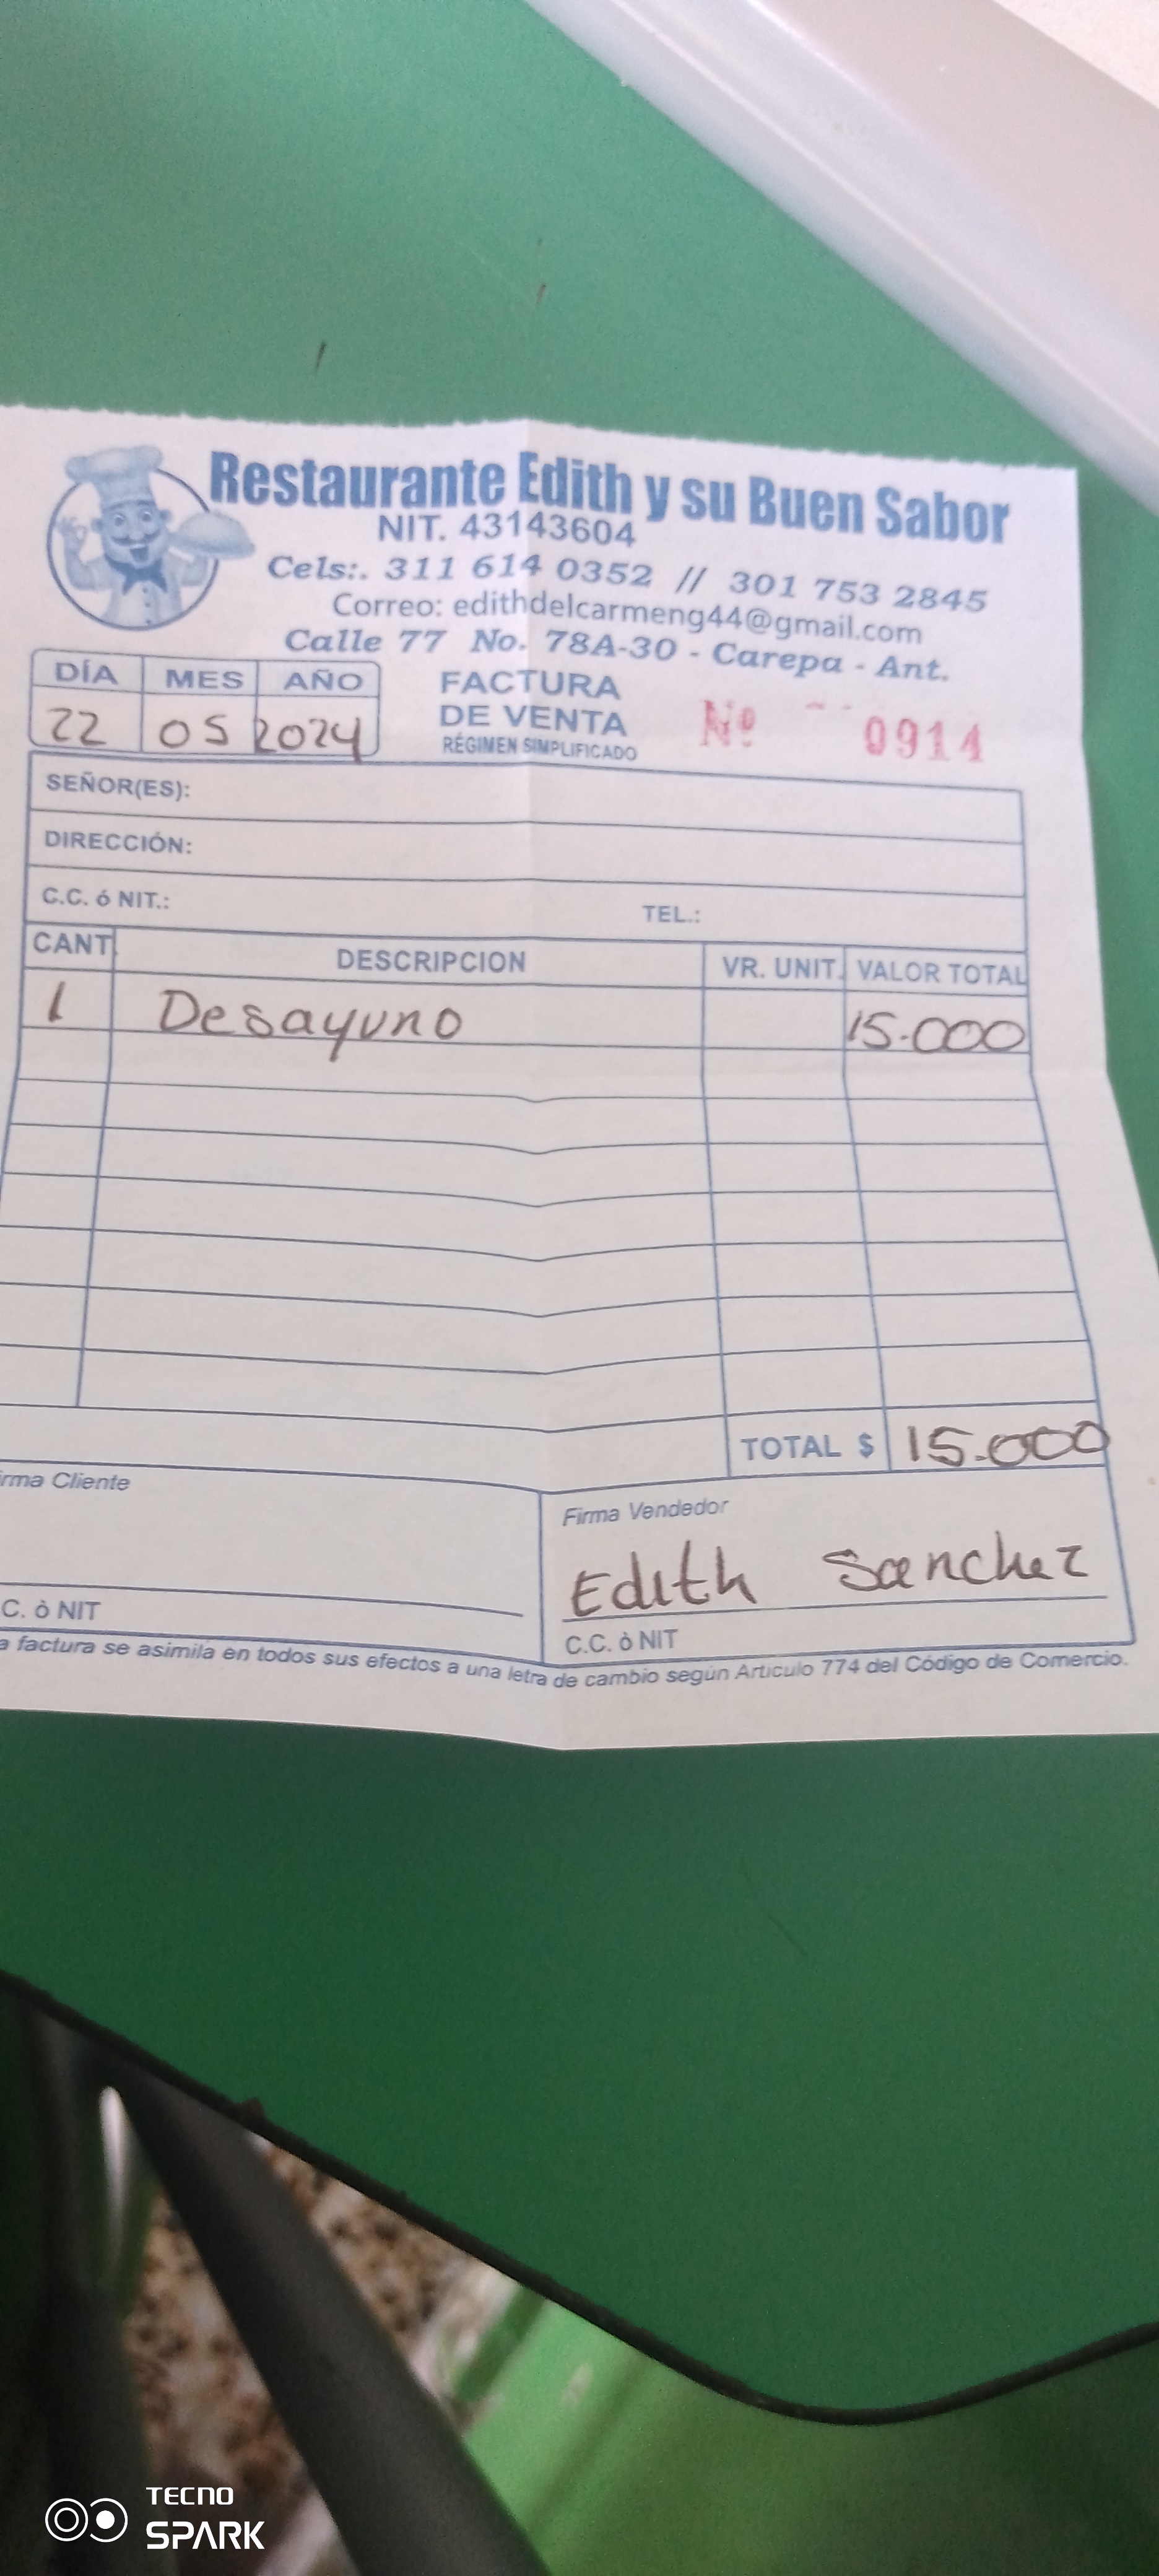 Restaurante Edith y su Buen Sabor
NIT. 43143604
Cels:. 311 614 0352 // 301 753 2845
Correo: edithdelcarmeng44@gmail.com
Calle 77 No. 78A-30 - Carepa - Ant.
DÍA MES AÑO
22 05 2024
FACTURA
DE VENTA
RÉGIMEN SIMPLIFICADO
Nº 0914
SEÑOR(ES):
DIRECCIÓN:
C.C. ó NIT.: TEL.:
CANT. DESCRIPCION VR. UNIT. VALOR TOTAL
1 Desayuno 15.000
TOTAL $ 15.000
irma Cliente
Firma Vendedor
Edith Sanchez
C. ò NIT
C.C. ò NIT
a factura se asimila en todos sus efectos a una letra de cambio según Artículo 774 del Código de Comercio.
TECNO
SPARK